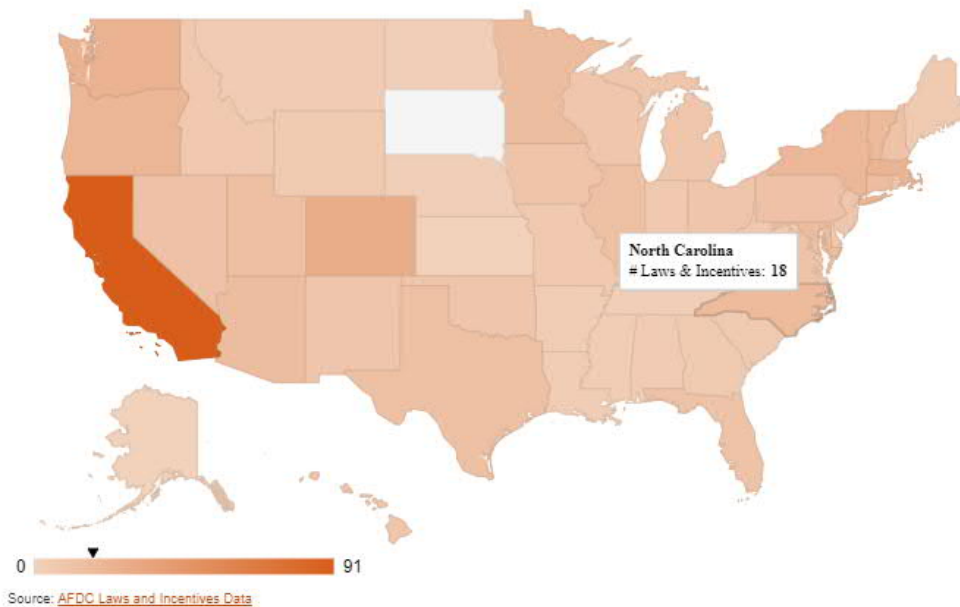 North Carolina
# Laws & Incentives: 18
0 91
Source: AFDC Laws and Incentives Data